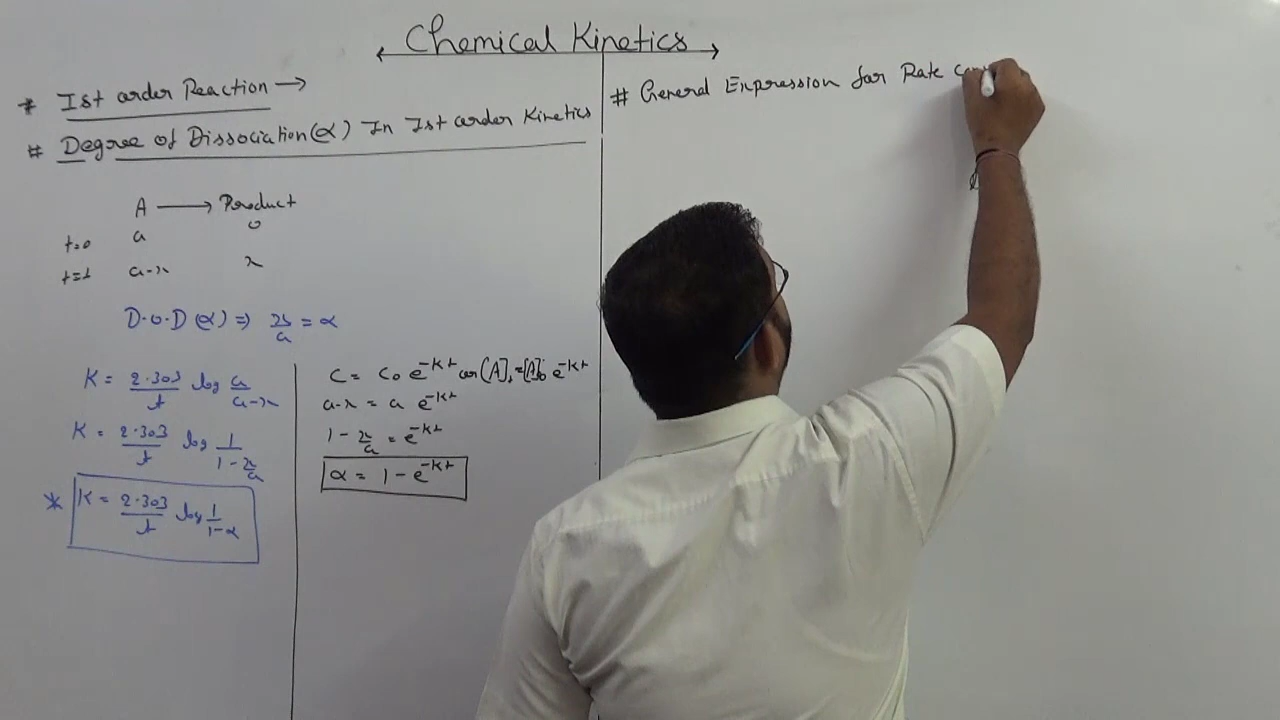 Chemical Kinetics
* Ist order Reaction →
# Degree of Dissociation (α) In Ist order Kinetics
A ⟶ Product
t=0 a 0
t=t a-x x
D.O.D (α) ⇒ x/a = α
K = 2.303/t log a/a-x
K = 2.303/t log 1/1-x/a
* K = 2.303/t log 1/1-α
C = C₀ e^-Kt or [A]t = [A]₀ e^-Kt
a-x = a e^-Kt
1 - x/a = e^-Kt
α = 1 - e^-Kt
# General Expression for Rate